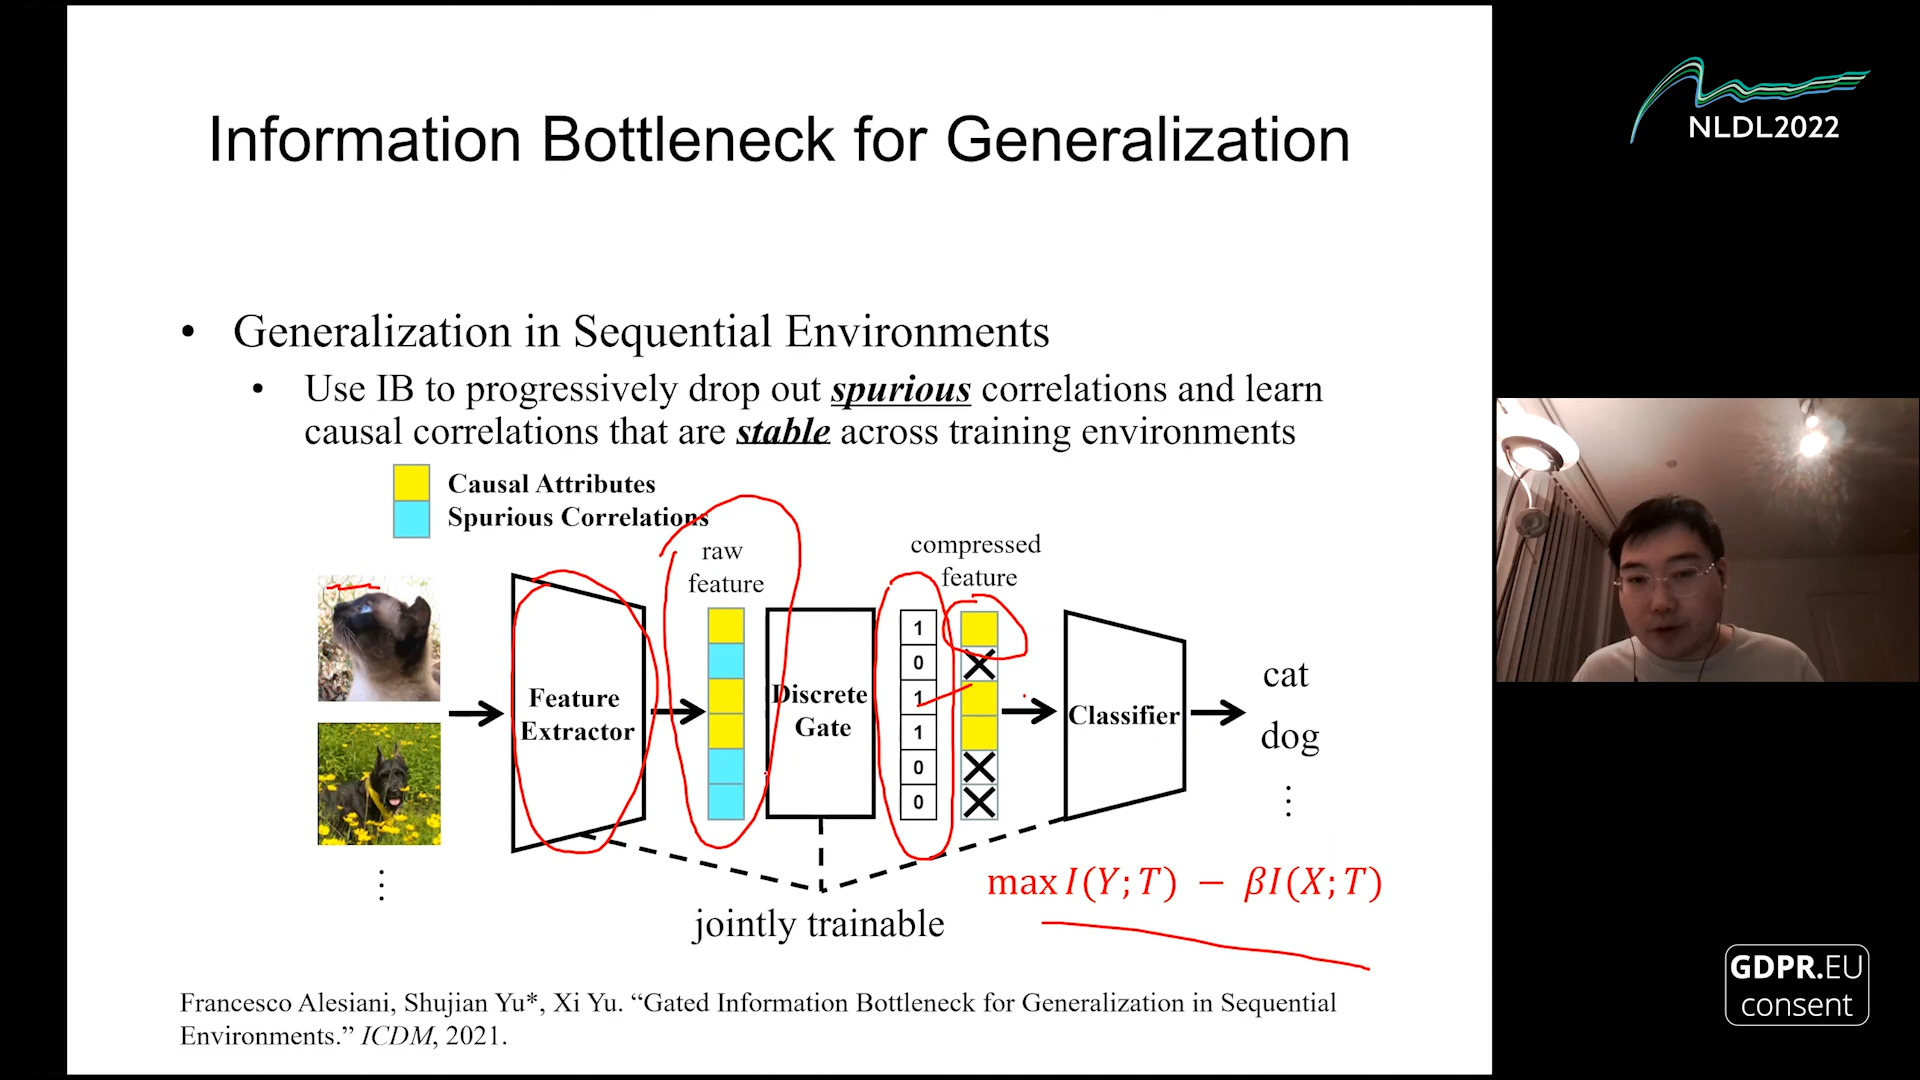 Information Bottleneck for Generalization
NLDL2022
• Generalization in Sequential Environments
• Use IB to progressively drop out spurious correlations and learn
causal correlations that are stable across training environments
Causal Attributes
Spurious Correlations
raw
feature
compressed
feature
Feature
Extractor
Discrete
Gate
1
0
1
1
0
0
Classifier
cat
dog
⋮
⋮
jointly trainable
max I(Y; T) − βI(X; T)
Francesco Alesiani, Shujian Yu*, Xi Yu. “Gated Information Bottleneck for Generalization in Sequential
Environments.” ICDM, 2021.
GDPR.EU
consent